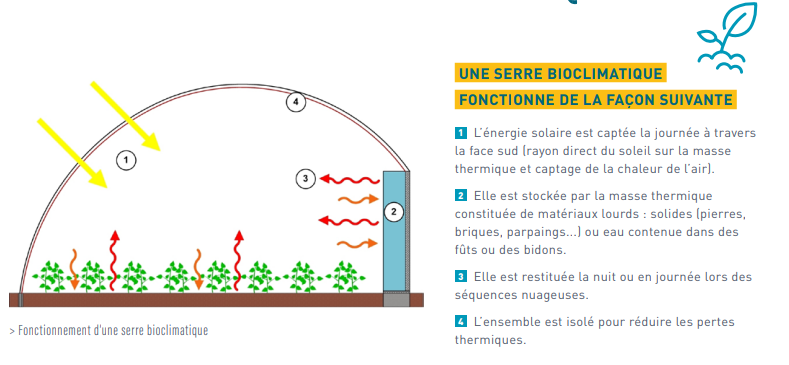 UNE SERRE BIOCLIMATIQUE
FONCTIONNE DE LA FAÇON SUIVANTE
1 L’énergie solaire est captée la journée à travers
la face sud (rayon direct du soleil sur la masse
thermique et captage de la chaleur de l’air).
2 Elle est stockée par la masse thermique
constituée de matériaux lourds : solides (pierres,
briques, parpaings...) ou eau contenue dans des
fûts ou des bidons.
3 Elle est restituée la nuit ou en journée lors des
séquences nuageuses.
4 L’ensemble est isolé pour réduire les pertes
thermiques.
4
1
3
2
> Fonctionnement d'une serre bioclimatique